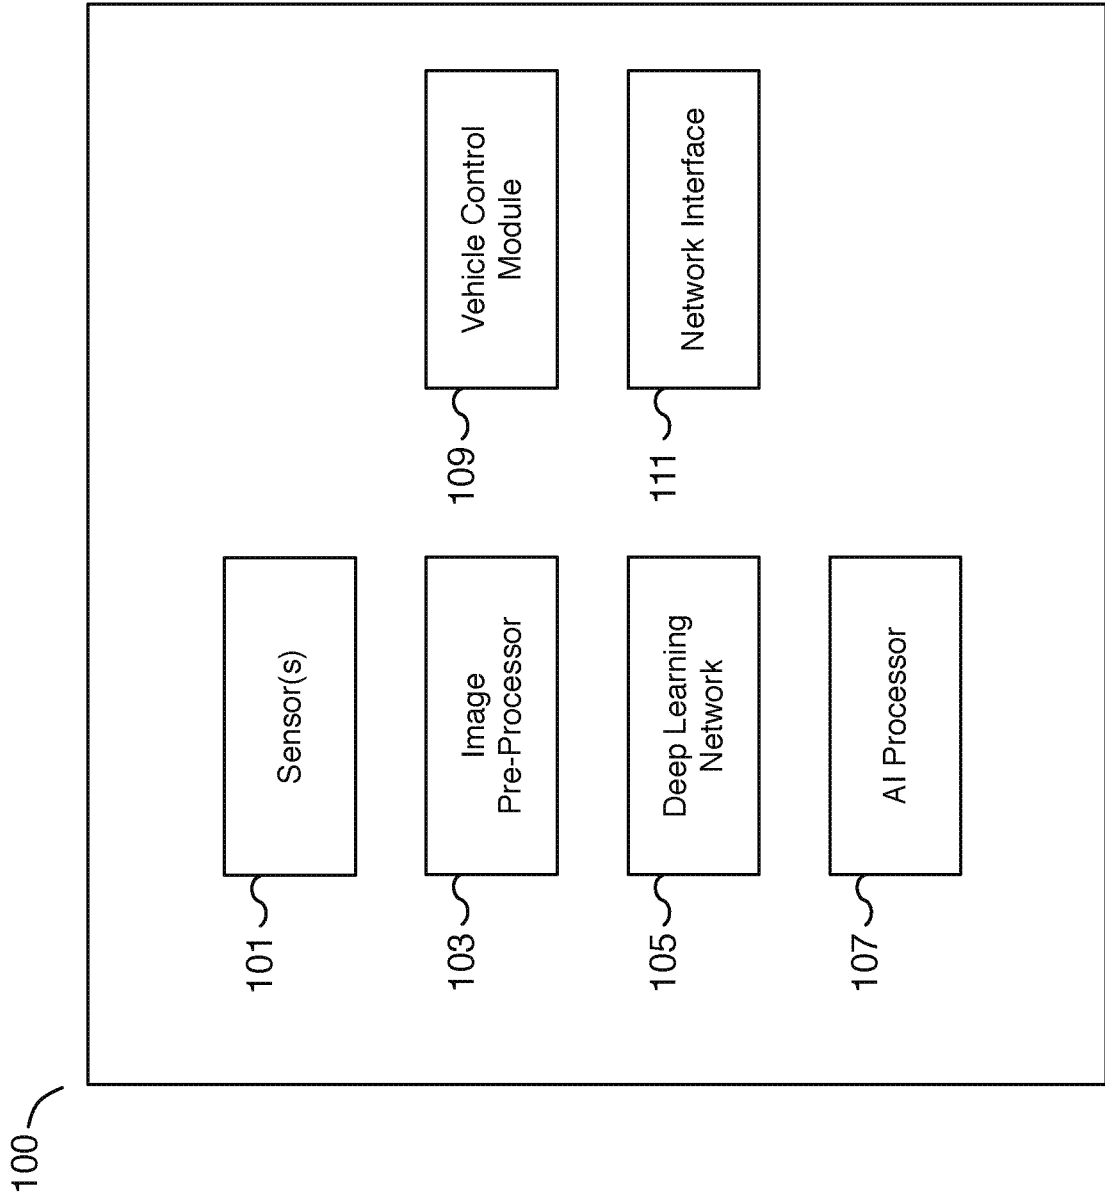 100
101
Sensor(s)
103
Image
Pre-Processor
105
Deep Learning
Network
107
AI Processor
109
Vehicle Control
Module
111
Network Interface